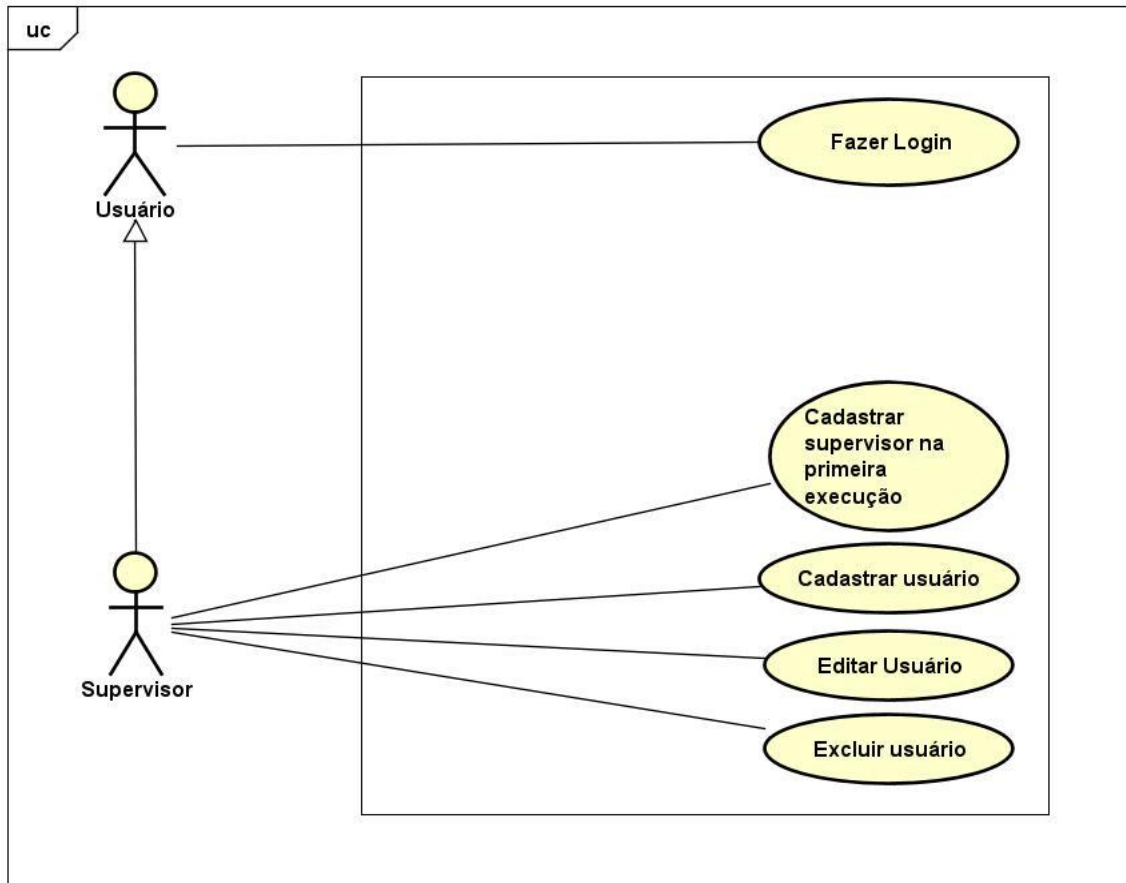 uc
Usuário
Fazer Login
Cadastrar
supervisor na
primeira
execução
Cadastrar usuário
Editar Usuário
Supervisor
Excluir usuário